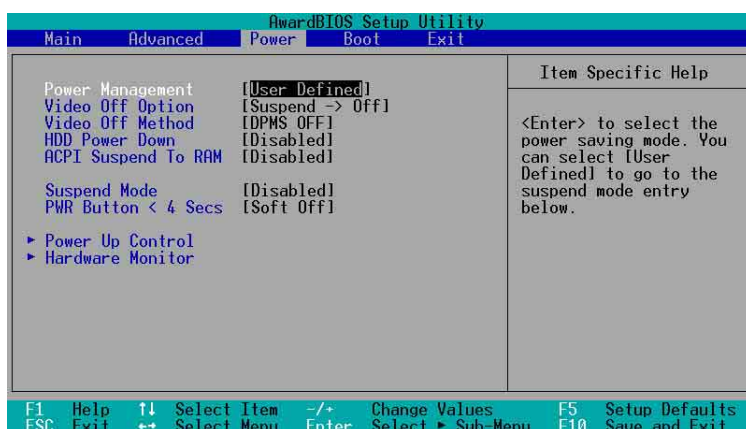 AwardBIOS Setup Utility
Main Advanced Power Boot Exit
Power Management [User Defined]
Video Off Option [Suspend -> Off]
Video Off Method [DPMS OFF]
HDD Power Down [Disabled]
ACPI Suspend To RAM [Disabled]
Suspend Mode [Disabled]
PWR Button < 4 Secs [Soft Off]
► Power Up Control
► Hardware Monitor
Item Specific Help
<Enter> to select the
power saving mode. You
can select [User
Defined] to go to the
suspend mode entry
below.
F1 Help ↑↓ Select Item -/+ Change Values F5 Setup Defaults
ESC Exit ←→ Select Menu Enter Select ► Sub-Menu F10 Save and Exit